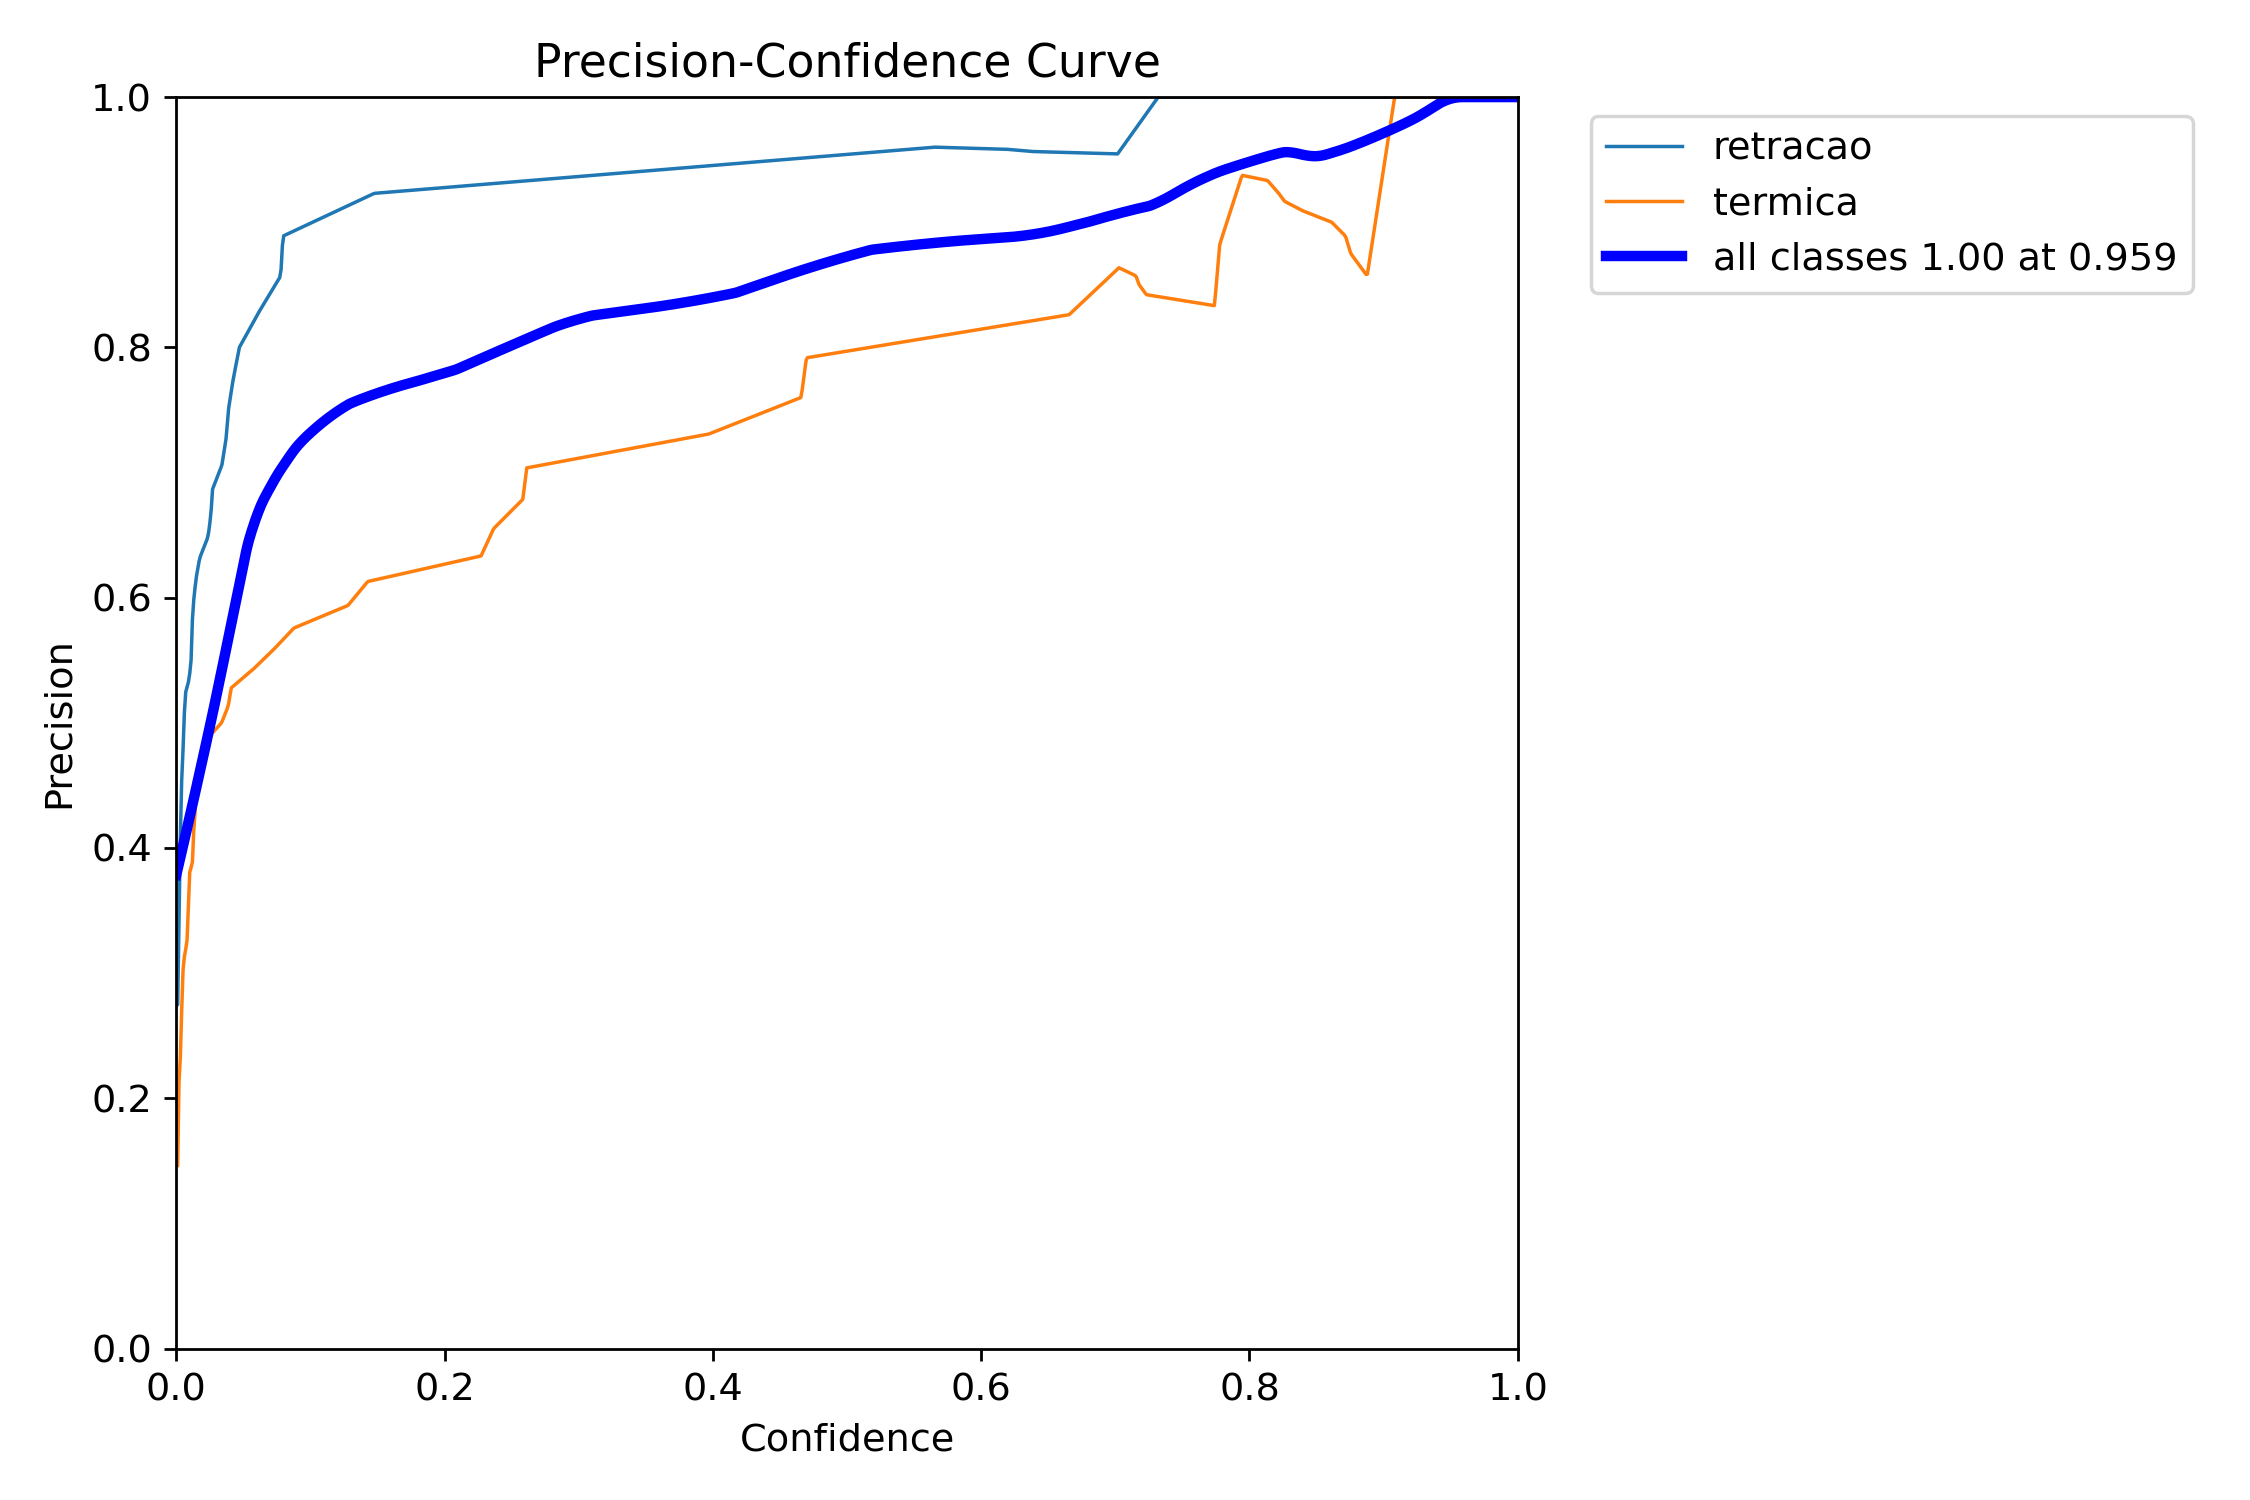 Precision-Confidence Curve
1.0
0.8
0.6
0.4
0.2
0.0
Precision
0.0 0.2 0.4 0.6 0.8 1.0
Confidence
retracao
termica
all classes 1.00 at 0.959